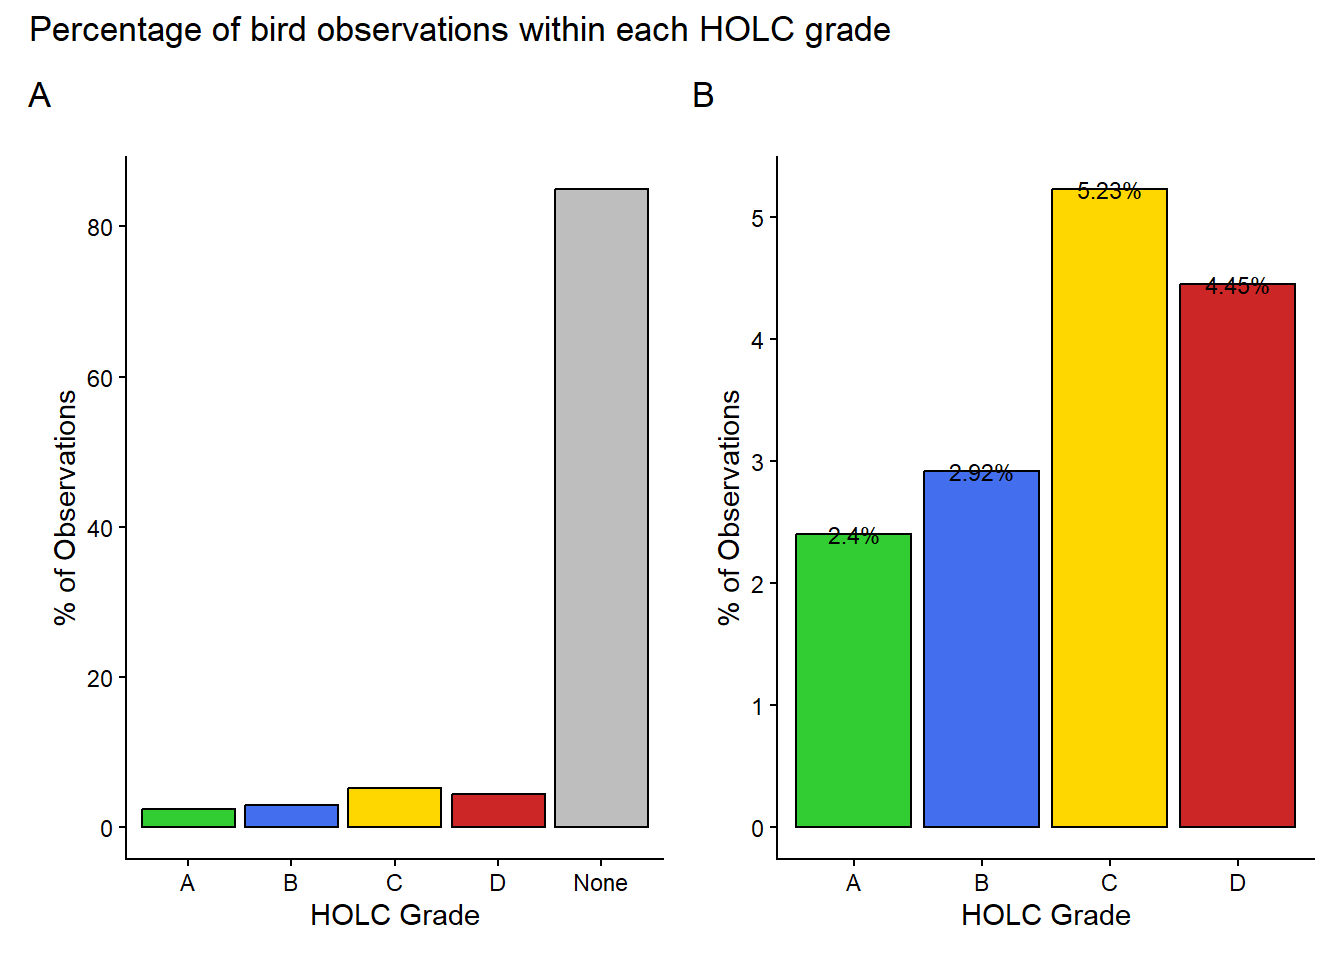 Percentage of bird observations within each HOLC grade
A
B
% of Observations
80
60
40
20
0
A B C D None
HOLC Grade
% of Observations
5
4
3
2
1
0
2.4%
2.92%
5.23%
4.45%
A B C D
HOLC Grade